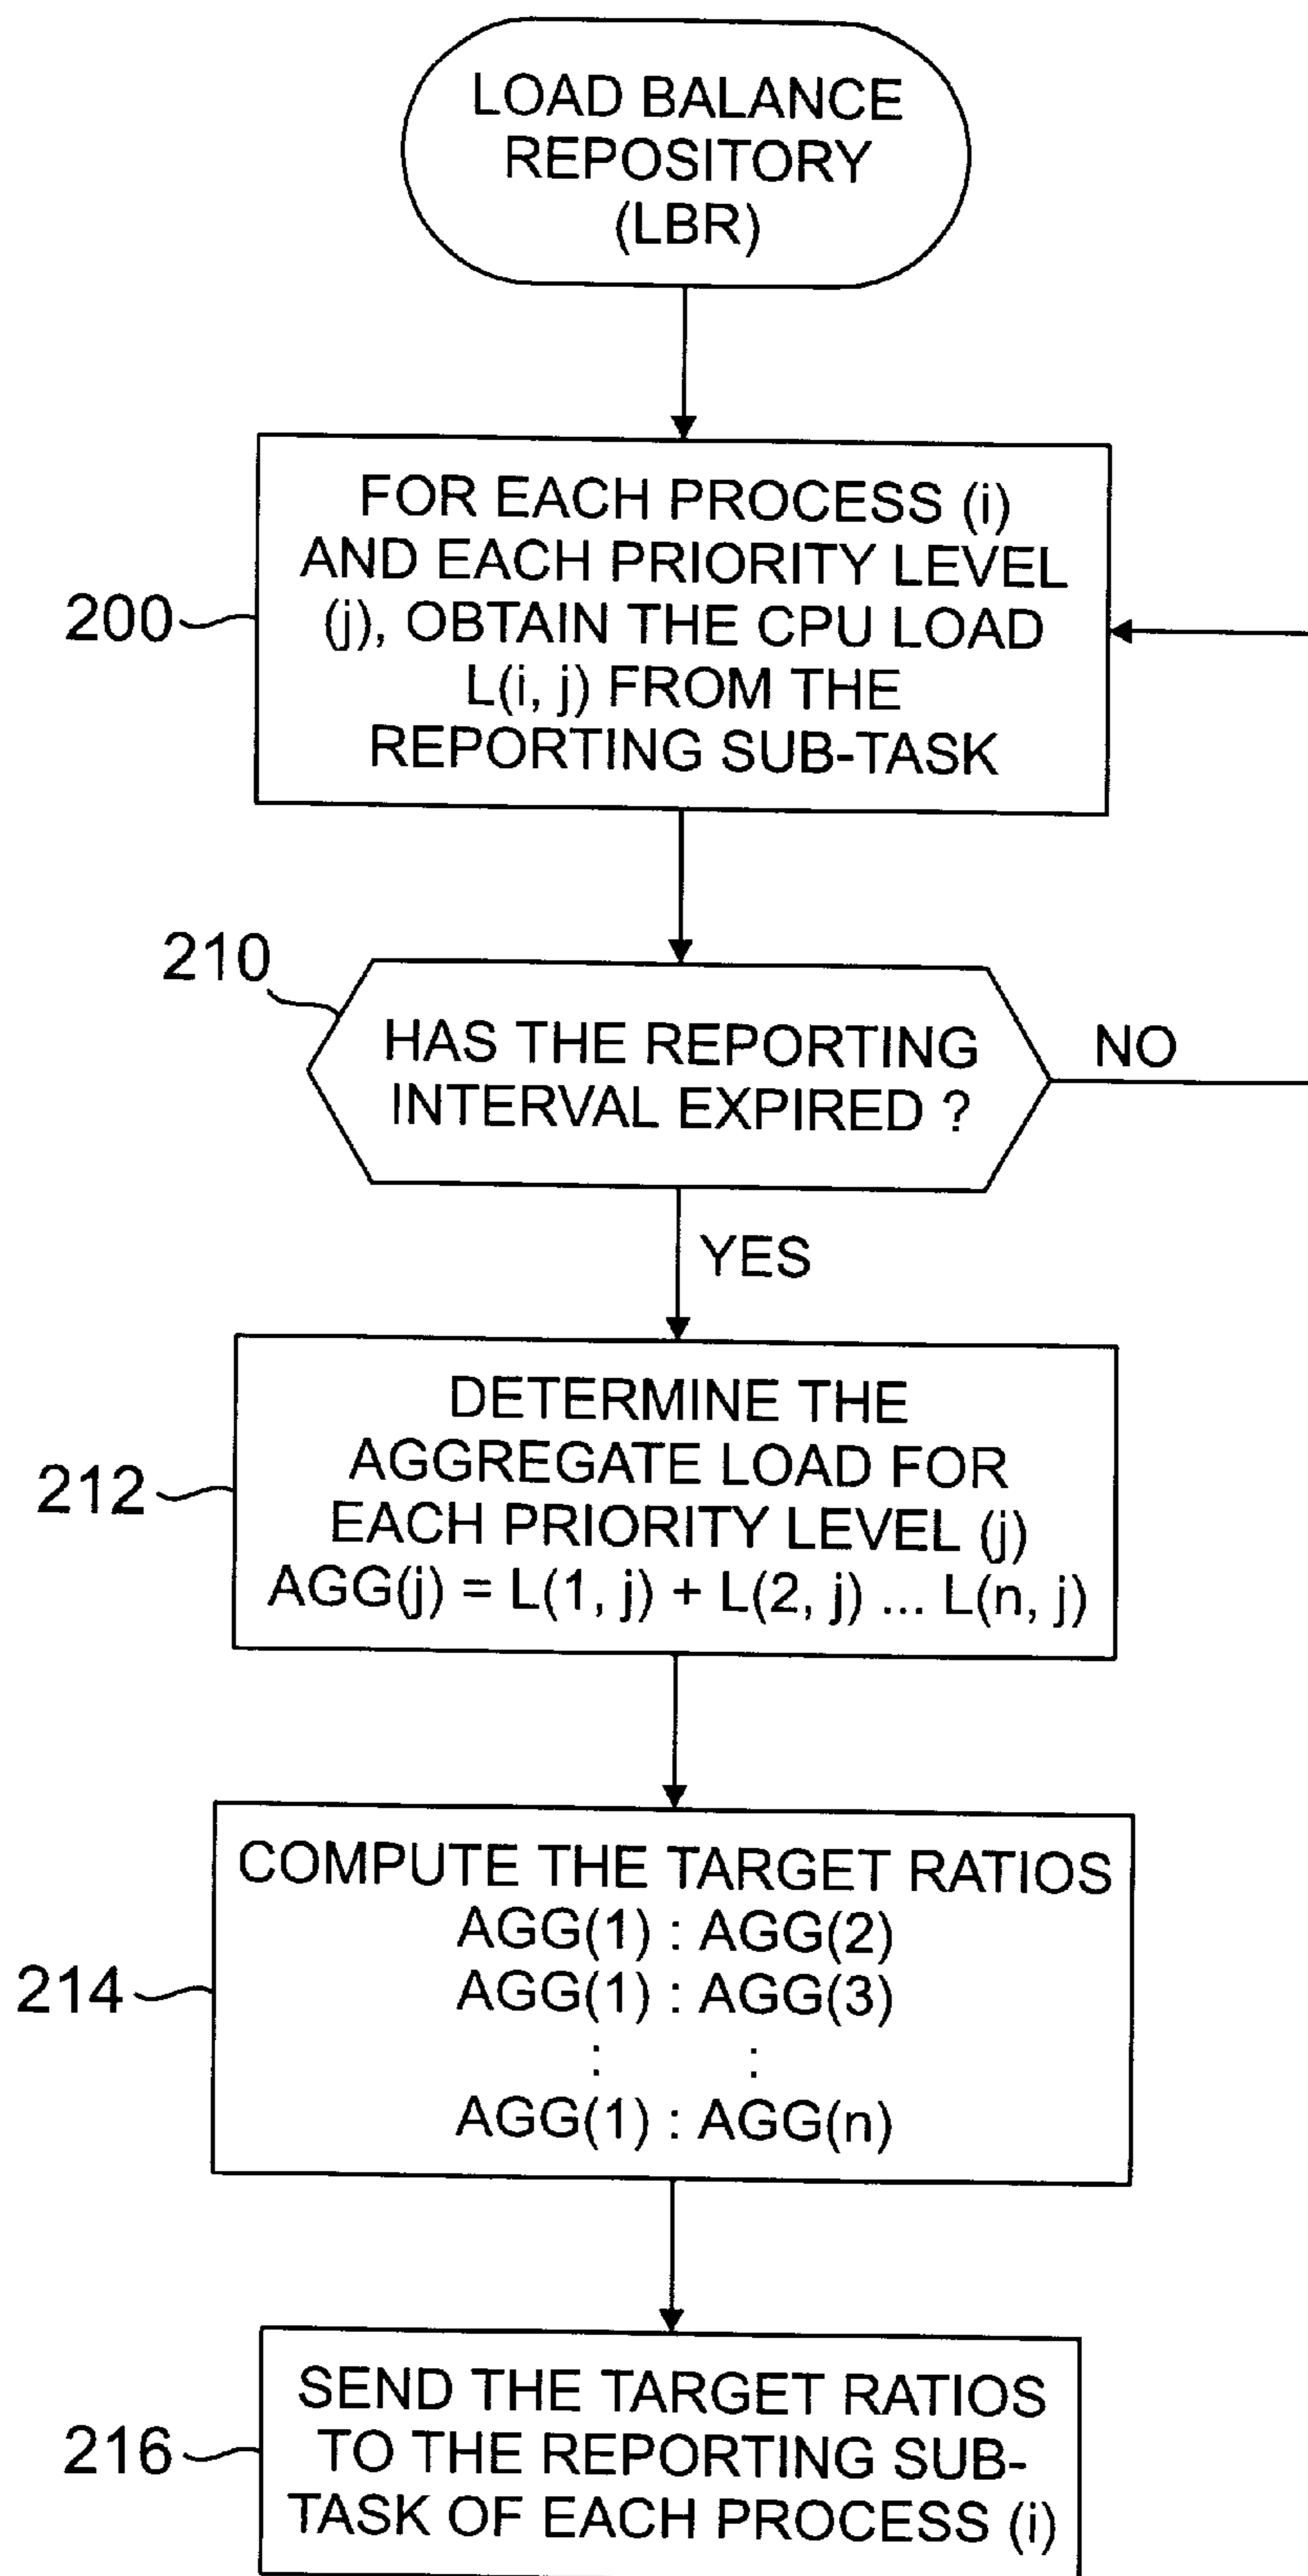 LOAD BALANCE
REPOSITORY
(LBR)
FOR EACH PROCESS (i)
AND EACH PRIORITY LEVEL
(j), OBTAIN THE CPU LOAD
L(i, j) FROM THE
REPORTING SUB-TASK
200
210
HAS THE REPORTING
INTERVAL EXPIRED ?
NO
YES
DETERMINE THE
AGGREGATE LOAD FOR
EACH PRIORITY LEVEL (j)
AGG(j) = L(1, j) + L(2, j) ... L(n, j)
212
COMPUTE THE TARGET RATIOS
AGG(1) : AGG(2)
AGG(1) : AGG(3)
: :
AGG(1) : AGG(n)
214
SEND THE TARGET RATIOS
TO THE REPORTING SUB-
TASK OF EACH PROCESS (i)
216